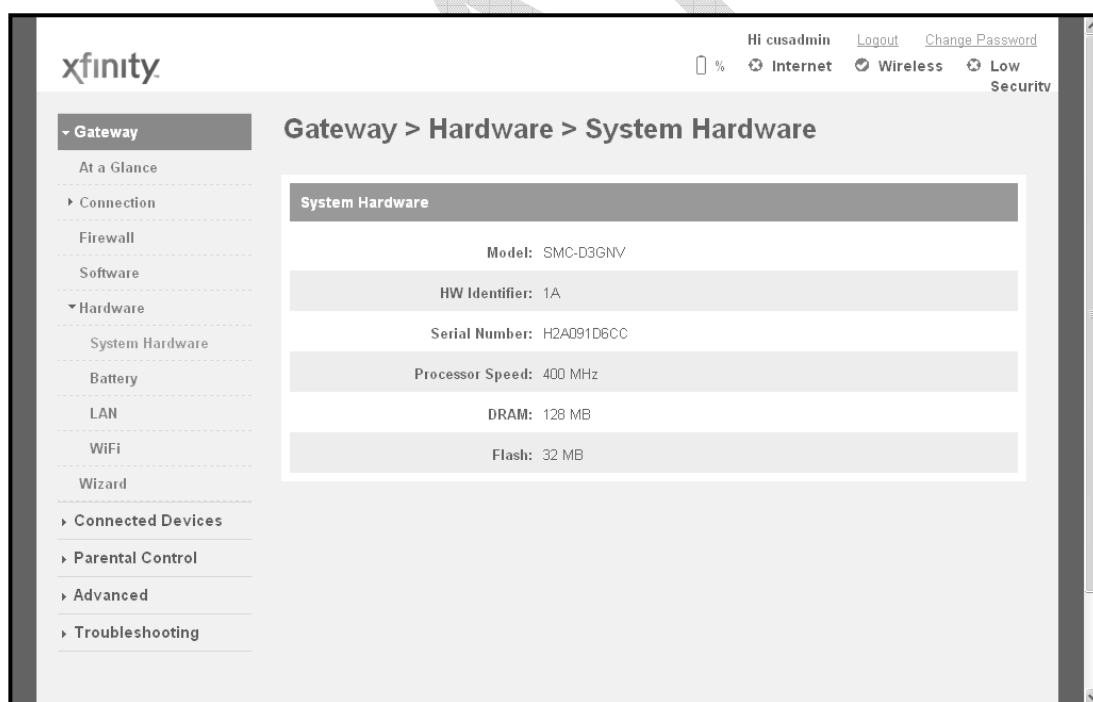 xfinity.
Hi cusadmin Logout Change Password
% Internet Wireless Low Security
Gateway
At a Glance
Connection
Firewall
Software
Hardware
System Hardware
Battery
LAN
WiFi
Wizard
Connected Devices
Parental Control
Advanced
Troubleshooting
Gateway > Hardware > System Hardware
System Hardware
Model: SMC-D3GNV
HW Identifier: 1A
Serial Number: H2A091D6CC
Processor Speed: 400 MHz
DRAM: 128 MB
Flash: 32 MB